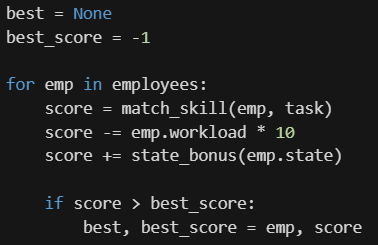 best = None
best_score = -1

for emp in employees:
    score = match_skill(emp, task)
    score -= emp.workload * 10
    score += state_bonus(emp.state)

    if score > best_score:
        best, best_score = emp, score